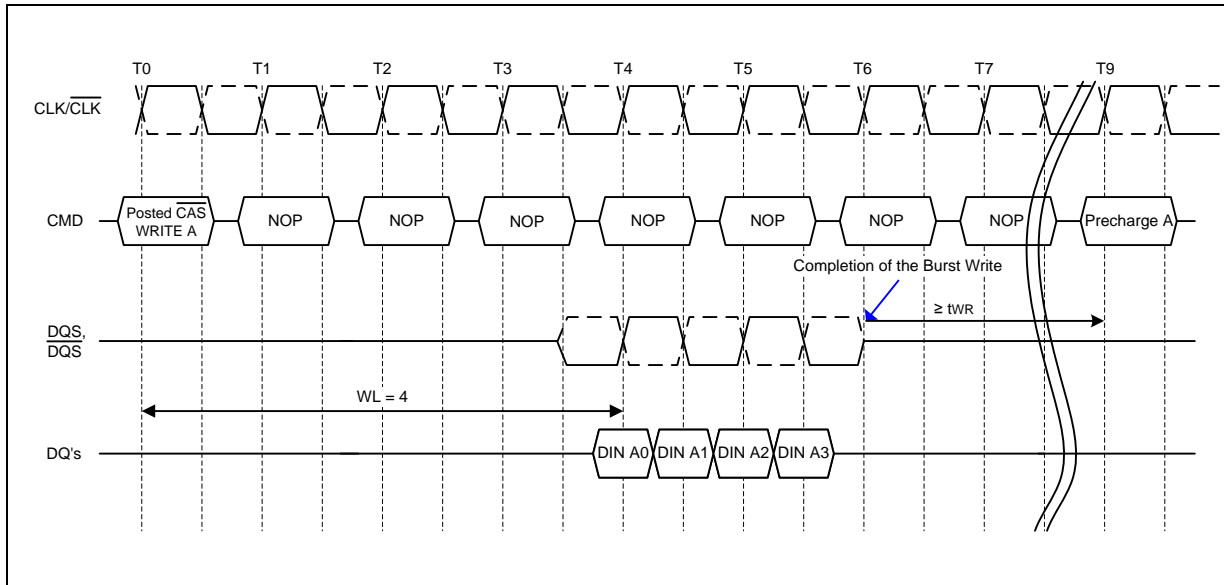 T0 T1 T2 T3 T4 T5 T6 T7 T9
CLK/CLK
CMD
Posted CAS
WRITE A
NOP NOP NOP NOP NOP NOP NOP Precharge A
Completion of the Burst Write
≥ tWR
DQS,
DQS
WL = 4
DQ's
DIN A0 DIN A1 DIN A2 DIN A3